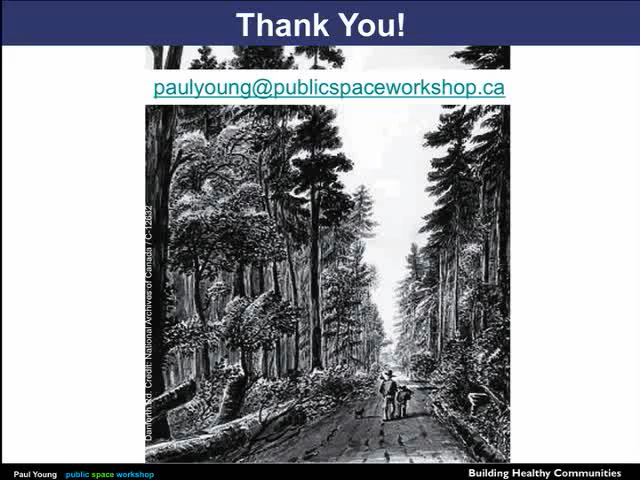 Thank You!
paulyoung@publicspaceworkshop.ca
Danforth Rd. Credit: National Archives of Canada / C-12632
Paul Young public space workshop
Building Healthy Communities